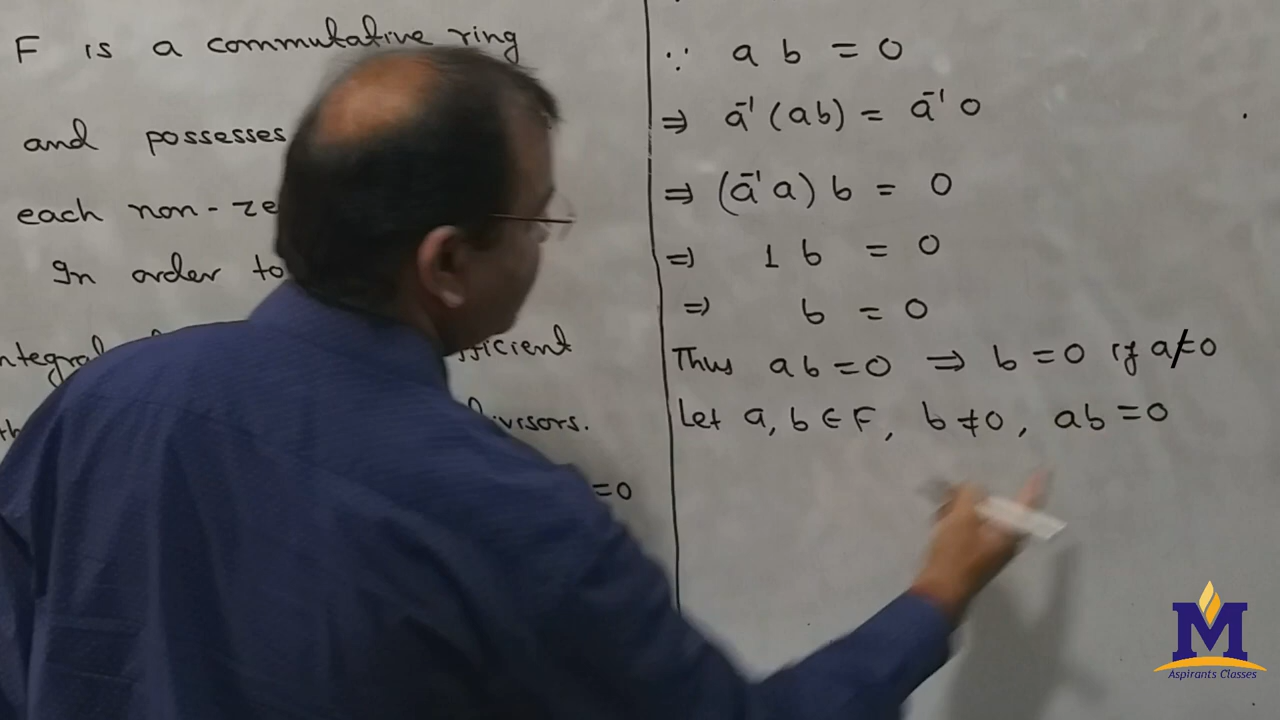 F is a commutative ring
and possesses
each non-ze
In order to
ntegral
fficient
th
divisors.
=0
∵ a b = 0
⇒ a⁻¹(ab) = a⁻¹ 0
⇒ (a⁻¹ a) b = 0
⇒ 1 b = 0
⇒ b = 0
Thus ab=0 ⇒ b=0 if a≠0
Let a, b ∈ F, b ≠ 0, ab = 0
M
Aspirants Classes